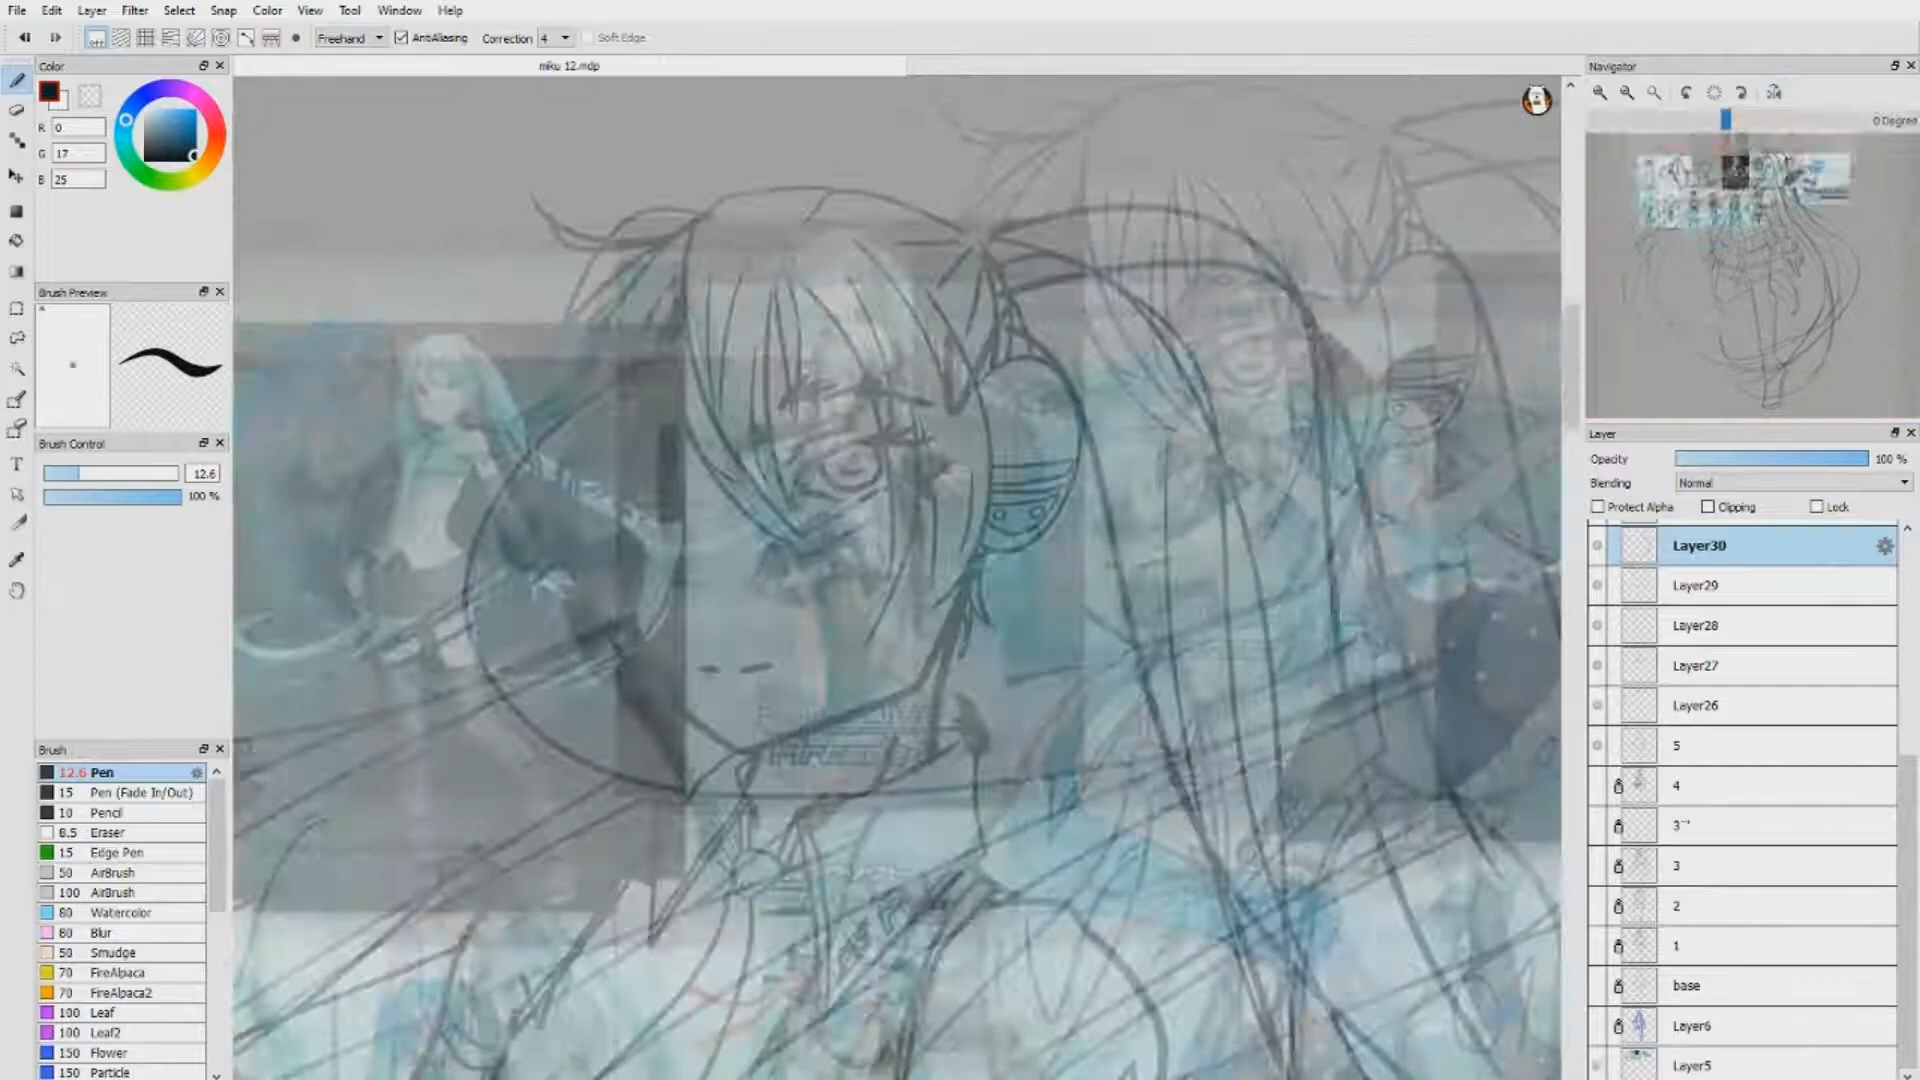 File Edit Layer Filter Select Snap Color View Tool Window Help
Freehand AntiAliasing Correction 4 Soft Edge
Color
miku 12.mdp
Navigator
R 0
G 17
B 25
0 Degree
Brush Preview
Brush Control
12.6
100 %
Layer
Opacity 100 %
Blending Normal
Protect Alpha Clipping Lock
Layer30
Layer29
Layer28
Layer27
Layer26
5
4
3
3
2
1
base
Layer6
Layer5
Brush
12.6 Pen
15 Pen (Fade In/Out)
10 Pencil
8.5 Eraser
15 Edge Pen
50 AirBrush
100 AirBrush
80 Watercolor
80 Blur
50 Smudge
70 FireAlpaca
70 FireAlpaca2
100 Leaf
100 Leaf2
150 Flower
150 Particle